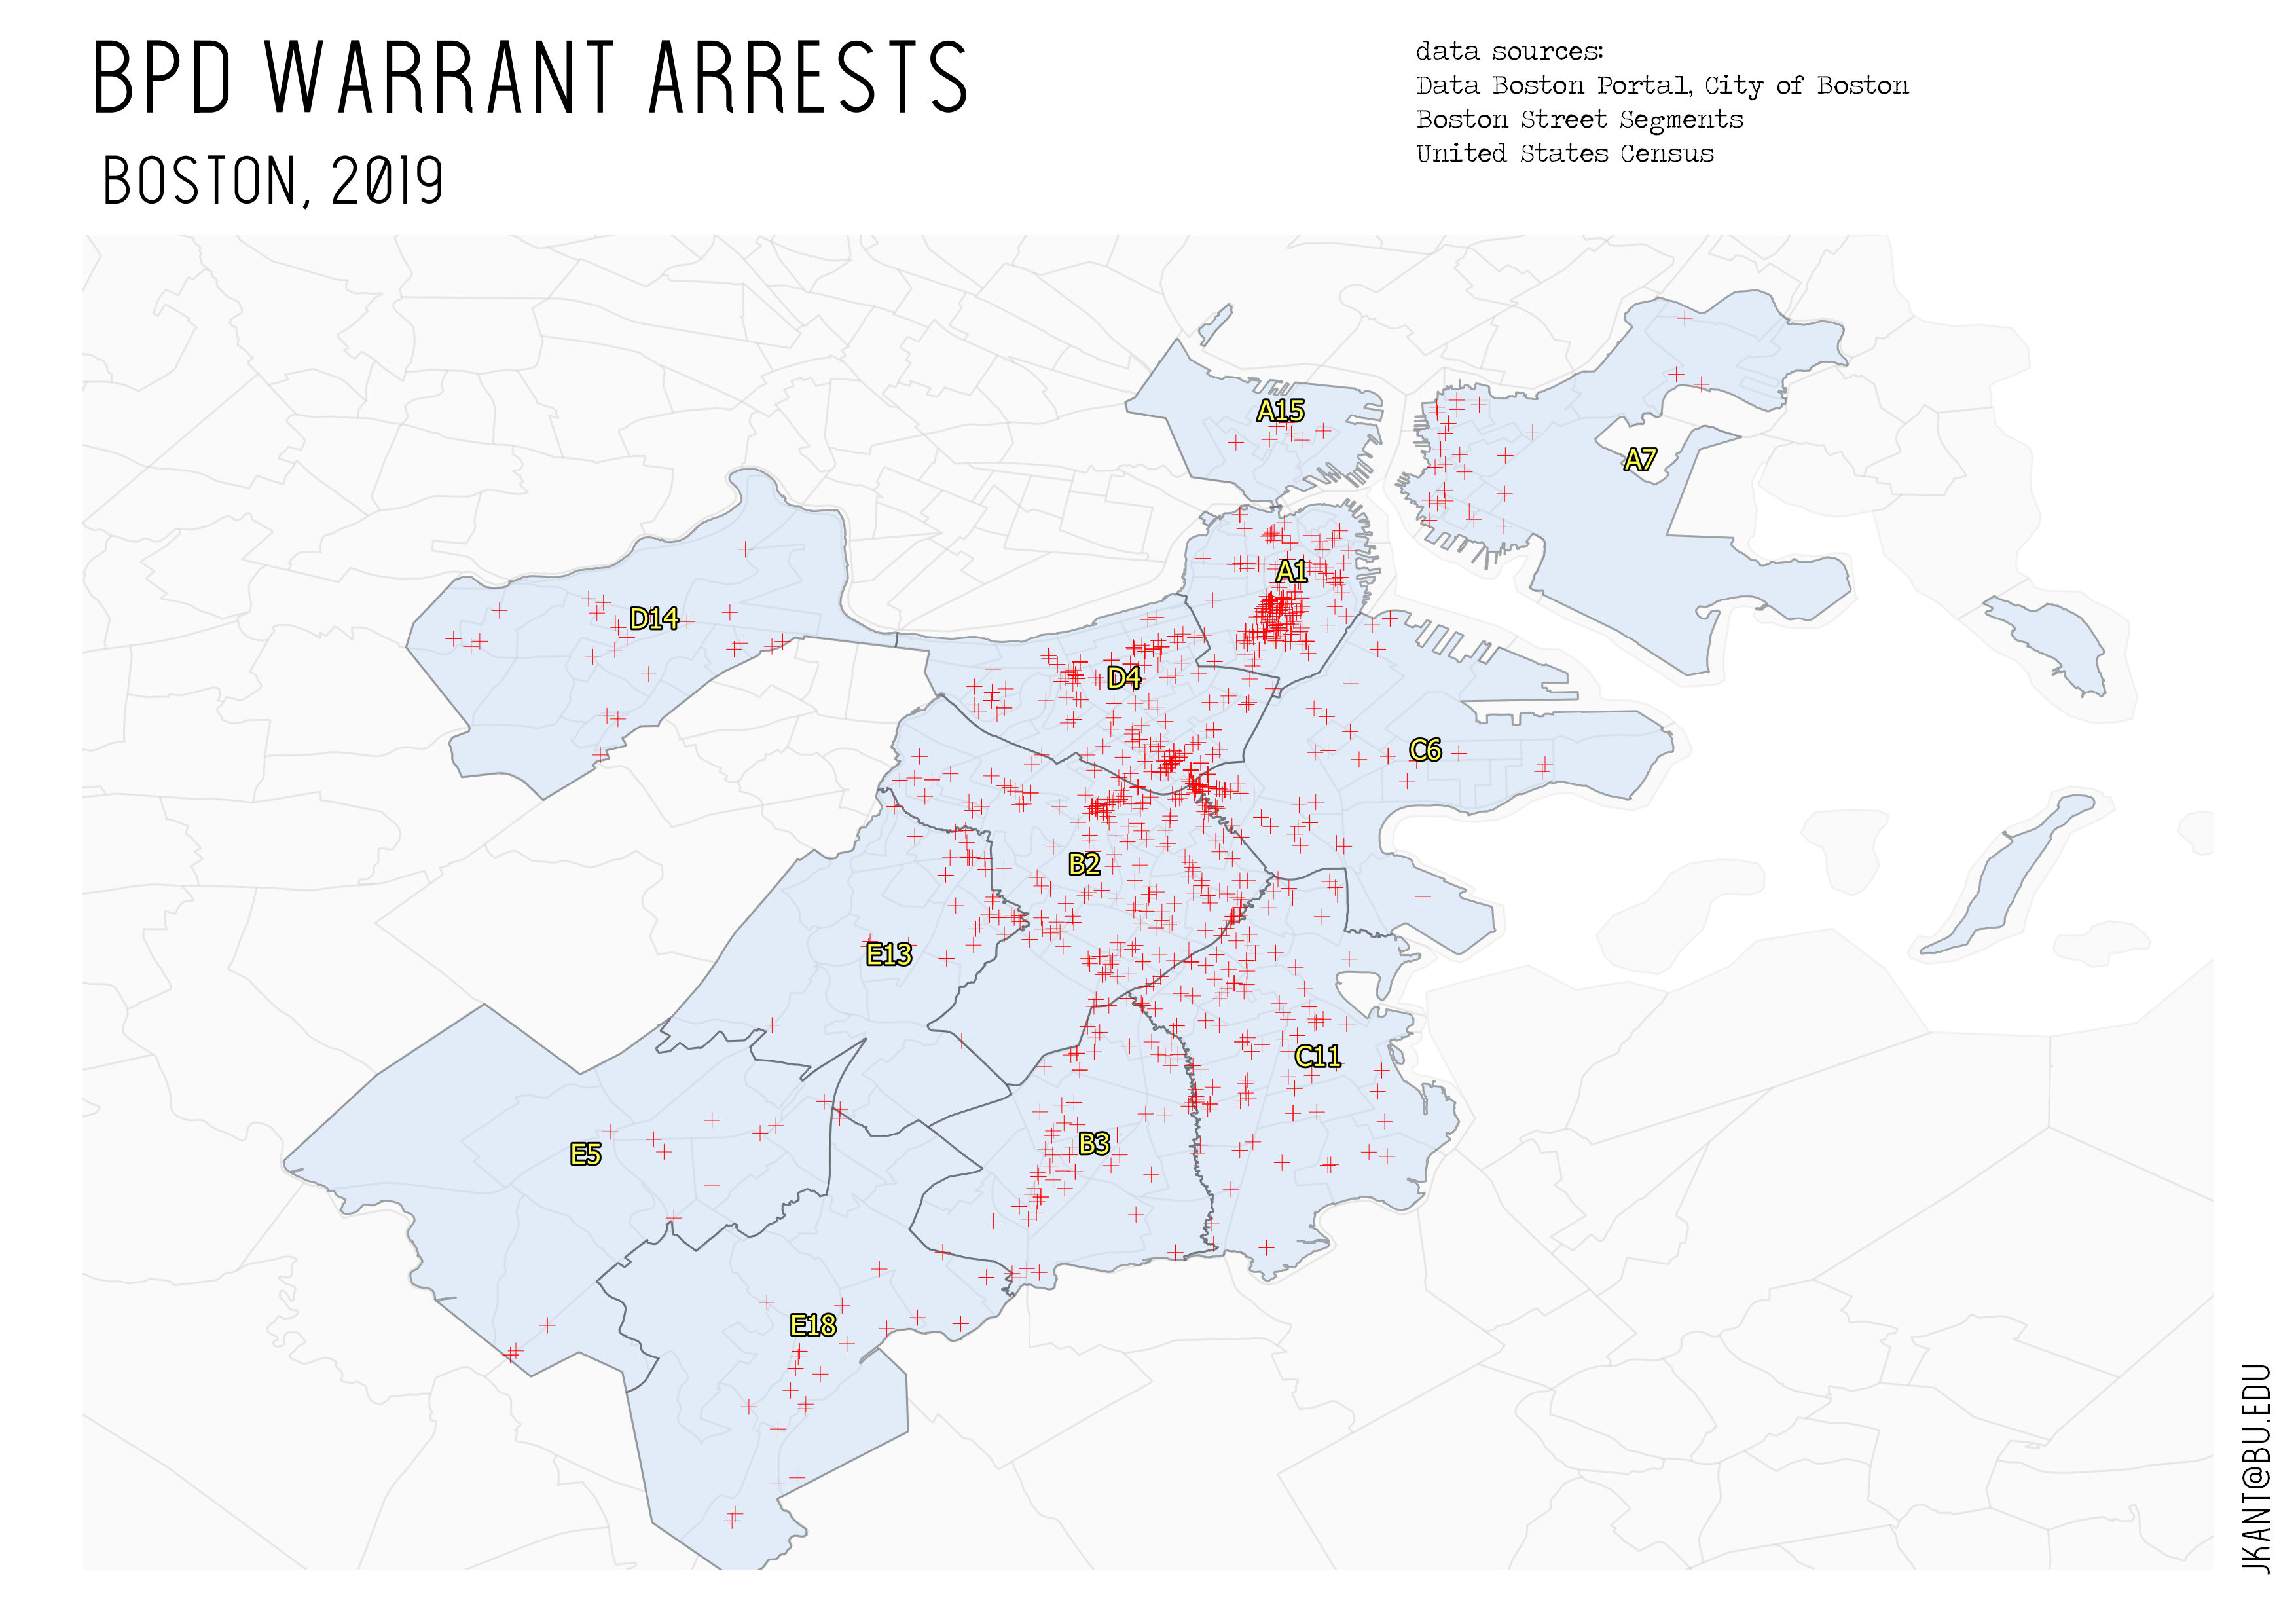 BPD WARRANT ARRESTS
BOSTON, 2019
data sources:
Data Boston Portal, City of Boston
Boston Street Segments
United States Census
A15
A7
A1
D14
D4
C6
B2
E13
C11
B3
E5
E18
JKANT@BU.EDU